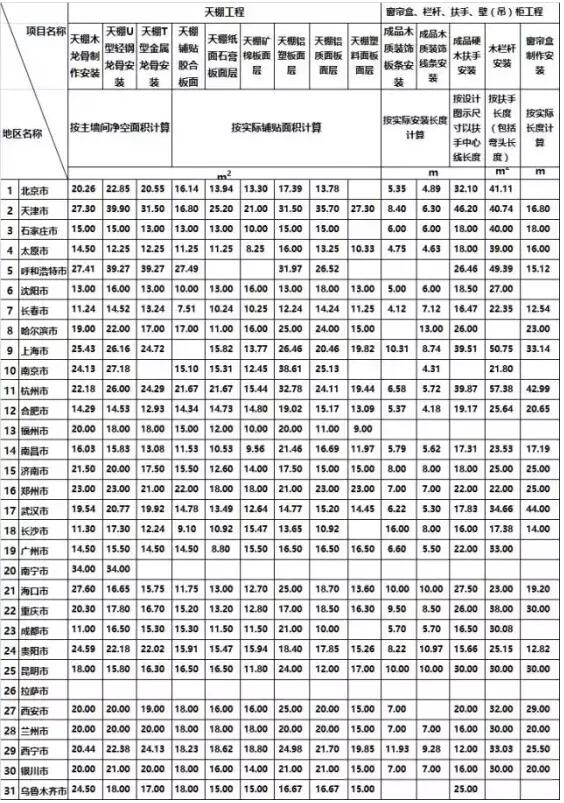 项目名称 天棚工程 窗帘盒、栏杆、扶手、壁（吊）柜工程
天棚木龙骨制作安装 天棚U型轻钢龙骨安装 天棚T型金属龙骨安装 天棚铺贴胶合板面 天棚纸面石膏板面层 天棚矿棉板面层 天棚铝塑板面层 天棚铝质面板面层 天棚塑料面板面层 成品木质装饰板条安装 成品木质装饰线条安装 成品硬木扶手安装 木栏杆安装 窗帘盒制作安装
地区名称 按主墙间净空面积计算 按实际铺贴面积计算 按实际安装长度计算 按设计图示尺寸以扶手中心线长度 按扶手长度（包括弯头长度） 按实际长度计算
m² m m² m
1 北京市 20.26 22.85 20.55 16.14 13.94 13.30 17.39 13.78 5.35 4.89 32.10 41.11
2 天津市 27.30 39.90 31.50 16.80 25.20 21.00 31.50 35.70 27.30 8.40 6.30 46.20 40.74 16.80
3 石家庄市 15.00 15.00 13.00 13.00 13.00 10.00 15.00 15.00 6.00 6.00 18.00 40.00 18.00
4 太原市 14.50 12.25 12.25 11.25 11.25 8.25 16.00 13.25 10.33 4.75 4.63 18.00 39.00 16.00
5 呼和浩特市 27.41 39.27 39.27 27.49 31.97 26.52 26.46 49.39 15.12
6 沈阳市 13.00 16.00 13.00 10.00 13.00 16.00 13.00 18.00 13.00 5.00 6.00 18.50 27.00
7 长春市 11.24 14.52 13.24 7.51 10.24 10.25 12.24 14.24 11.25 4.12 7.12 16.47 22.35 12.54
8 哈尔滨市 19.00 22.00 17.00 17.00 11.00 16.00 25.00 24.00 15.00 13.00 26.00 23.00
9 上海市 25.43 26.16 24.72 15.82 13.77 26.46 20.46 19.82 10.31 8.74 39.51 50.75 33.14
10 南京市 24.13 27.18 15.10 15.31 12.45 38.61 25.13 4.31 21.80
11 杭州市 22.18 26.00 24.29 21.67 21.67 15.44 32.78 24.11 19.44 6.58 5.72 39.87 57.38 42.99
12 合肥市 14.29 14.53 12.93 14.34 14.73 14.80 19.02 15.17 13.09 5.37 4.18 19.17 25.64 20.65
13 福州市 20.00 18.00 18.00 15.00 12.00 10.00 20.00 11.00 9.00
14 南昌市 16.03 15.83 13.08 11.53 10.53 9.56 21.46 16.69 11.97 5.79 5.62 17.31 23.53 17.19
15 济南市 21.50 20.00 17.50 15.50 12.60 14.00 17.50 15.00 15.00 8.00 8.00 18.00 25.00 25.00
16 郑州市 23.00 23.00 21.00 22.00 18.00 18.00 21.00 23.00 23.00 7.00 7.00 22.00 22.00 25.00
17 武汉市 19.54 20.77 19.92 14.78 13.49 12.64 14.77 15.20 14.45 6.22 5.30 17.83 34.66 44.00
18 长沙市 11.30 17.30 12.24 9.10 10.92 15.47 13.65 10.92 16.00 8.00 16.00 17.38 14.00
19 广州市 14.50 15.50 14.50 14.50 8.80 15.50 16.50 16.50 16.50 6.60 5.50 22.00 33.00
20 南宁市 34.00 34.00
21 海口市 27.60 16.65 15.75 11.75 13.00 12.70 25.00 18.70 13.60 10.00 10.00 27.50 23.00 19.20
22 重庆市 20.30 17.80 16.70 15.20 13.20 12.80 17.00 18.50 16.30 9.50 8.50 26.00 38.00 30.00
23 成都市 11.00 16.50 15.30 15.30 11.50 11.50 21.00 10.00 5.70 5.70 16.50 30.08
24 贵阳市 24.59 22.18 22.02 15.91 15.47 15.94 18.40 17.85 15.26 8.22 10.97 15.66 25.15 12.82
25 昆明市 18.00 15.80 16.30 16.50 16.50 11.80 24.00 12.00 17.00 10.00 10.00 30.00 30.00 30.00
26 拉萨市
27 西安市 20.00 20.00 19.00 18.00 16.00 16.00 25.00 20.00 15.00 7.00 20.00 32.00 29.00
28 兰州市 20.00 20.00 20.00 18.00 18.00 18.00 20.00 20.00 15.00 7.00 7.00 16.00 30.00 20.00
29 西宁市 20.44 22.38 24.13 18.23 18.62 18.80 24.98 21.70 19.85 11.93 9.28 12.00 33.03 25.50
30 银川市 20.00 21.00 20.00 18.00 16.00 14.00 21.00 21.00 15.00 7.00 7.00 16.00 30.00 20.00
31 乌鲁木齐市 24.50 18.00 17.00 18.00 15.00 15.00 16.67 16.67 15.00 25.00